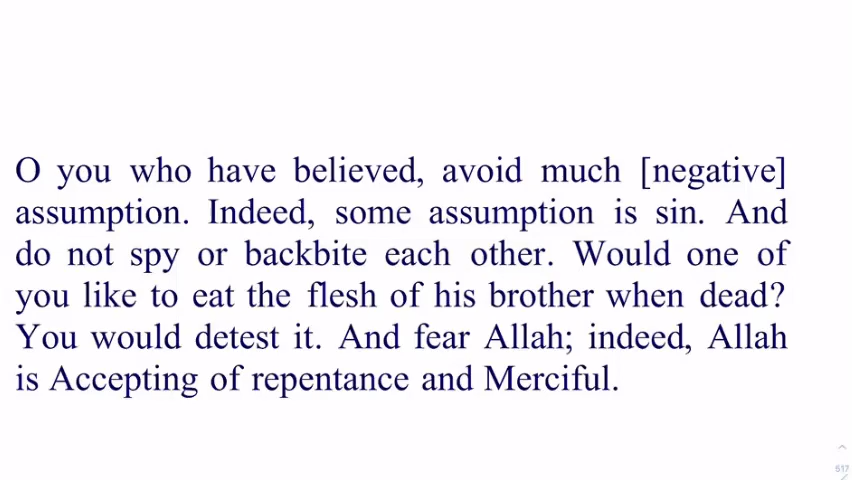 O you who have believed, avoid much [negative]
assumption. Indeed, some assumption is sin. And
do not spy or backbite each other. Would one of
you like to eat the flesh of his brother when dead?
You would detest it. And fear Allah; indeed, Allah
is Accepting of repentance and Merciful.
517